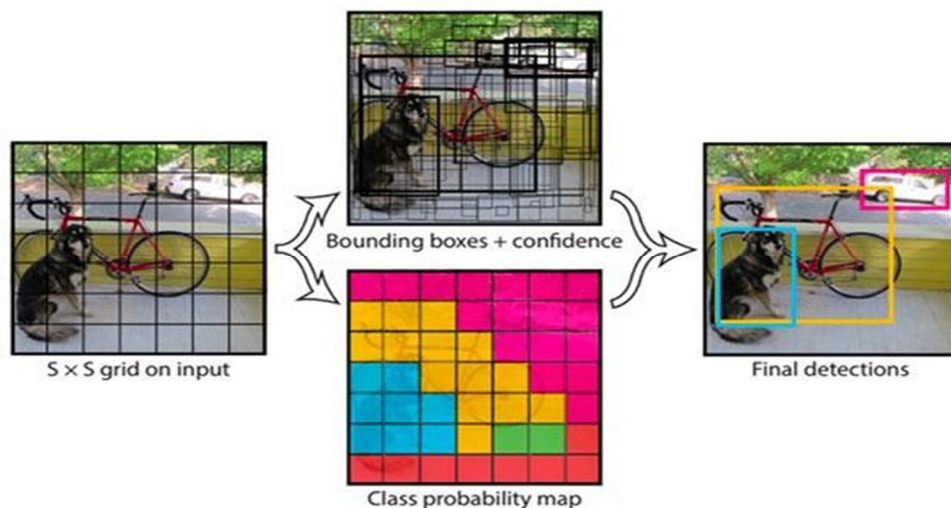 Bounding boxes + confidence
S × S grid on input
Final detections
Class probability map